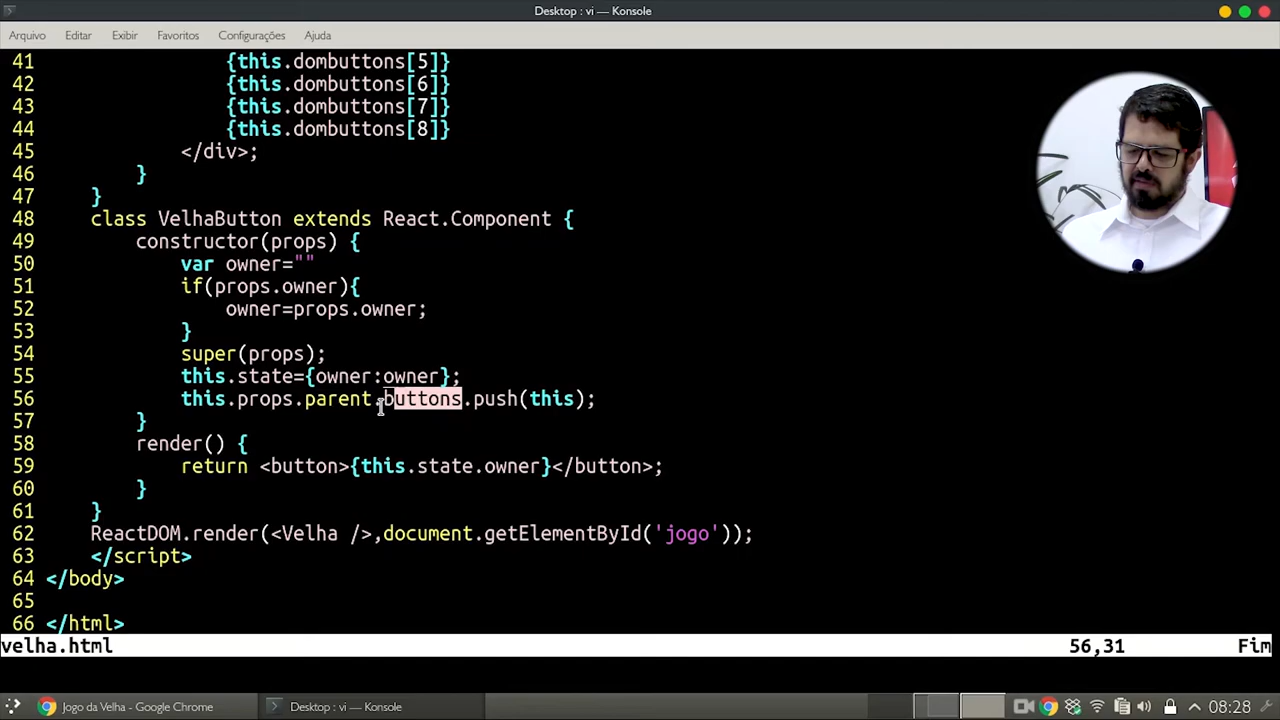 Desktop : vi — Konsole
Arquivo Editar Exibir Favoritos Configurações Ajuda
41 {this.dombuttons[5]}
42 {this.dombuttons[6]}
43 {this.dombuttons[7]}
44 {this.dombuttons[8]}
45 </div>;
46 }
47 }
48 class VelhaButton extends React.Component {
49 constructor(props) {
50 var owner=""
51 if(props.owner){
52 owner=props.owner;
53 }
54 super(props);
55 this.state={owner:owner};
56 this.props.parent.buttons.push(this);
57 }
58 render() {
59 return <button>{this.state.owner}</button>;
60 }
61 }
62 ReactDOM.render(<Velha />,document.getElementById('jogo'));
63 </script>
64 </body>
65
66 </html>
velha.html 56,31 Fim
Jogo da Velha - Google Chrome Desktop : vi — Konsole 08:28